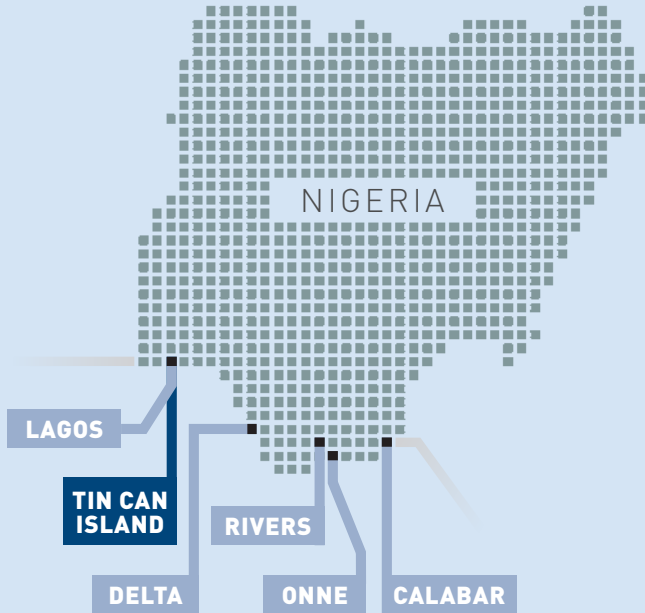 NIGERIA
LAGOS
TIN CAN
ISLAND
RIVERS
DELTA
ONNE
CALABAR